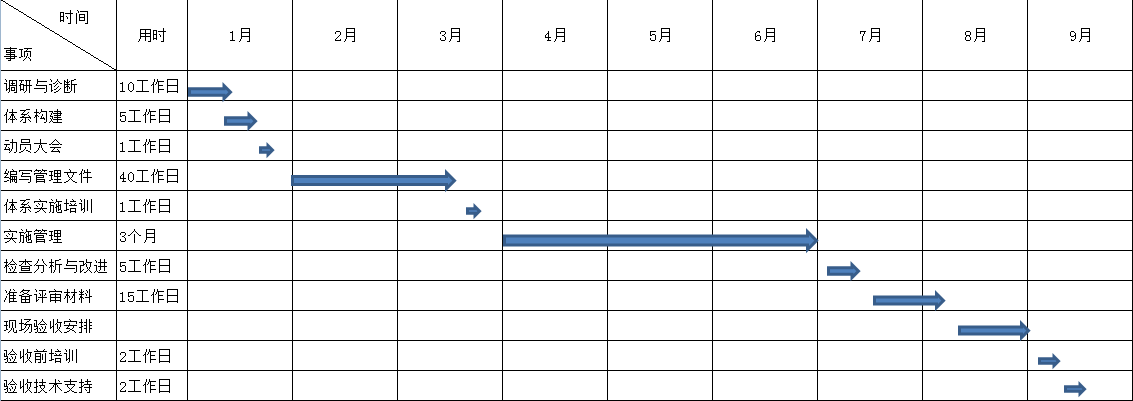 时间
事项
用时
1月
2月
3月
4月
5月
6月
7月
8月
9月
调研与诊断 10工作日
体系构建 5工作日
动员大会 1工作日
编写管理文件 40工作日
体系实施培训 1工作日
实施管理 3个月
检查分析与改进 5工作日
准备评审材料 15工作日
现场验收安排
验收前培训 2工作日
验收技术支持 2工作日